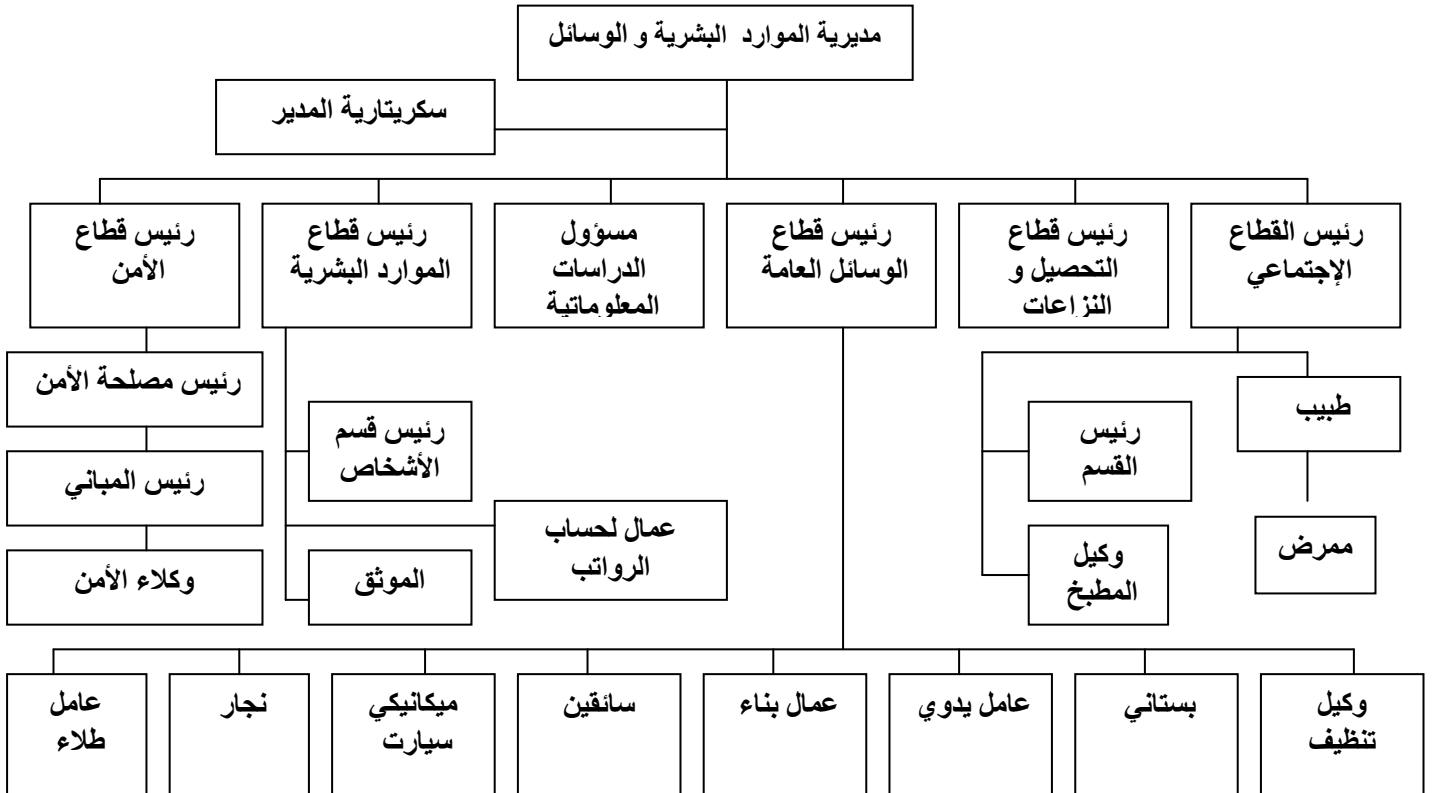 مديرية الموارد البشرية و الوسائل
سكريتارية المدير
رئيس القطاع
الإجتماعي
رئيس قطاع
التحصيل و
النزاعات
رئيس قطاع
الوسائل العامة
مسؤول
الدراسات
المعلوماتية
رئيس قطاع
الموارد البشرية
رئيس قطاع
الأمن
طبيب
رئيس
القسم
ممرض
وكيل
المطبخ
رئيس قسم
الأشخاص
عمال لحساب
الرواتب
الموثق
رئيس مصلحة الأمن
رئيس المباني
وكلاء الأمن
وكيل
تنظيف
بستاني
عامل يدوي
عمال بناء
سائقين
ميكانيكي
سيارت
نجار
عامل
طلاء